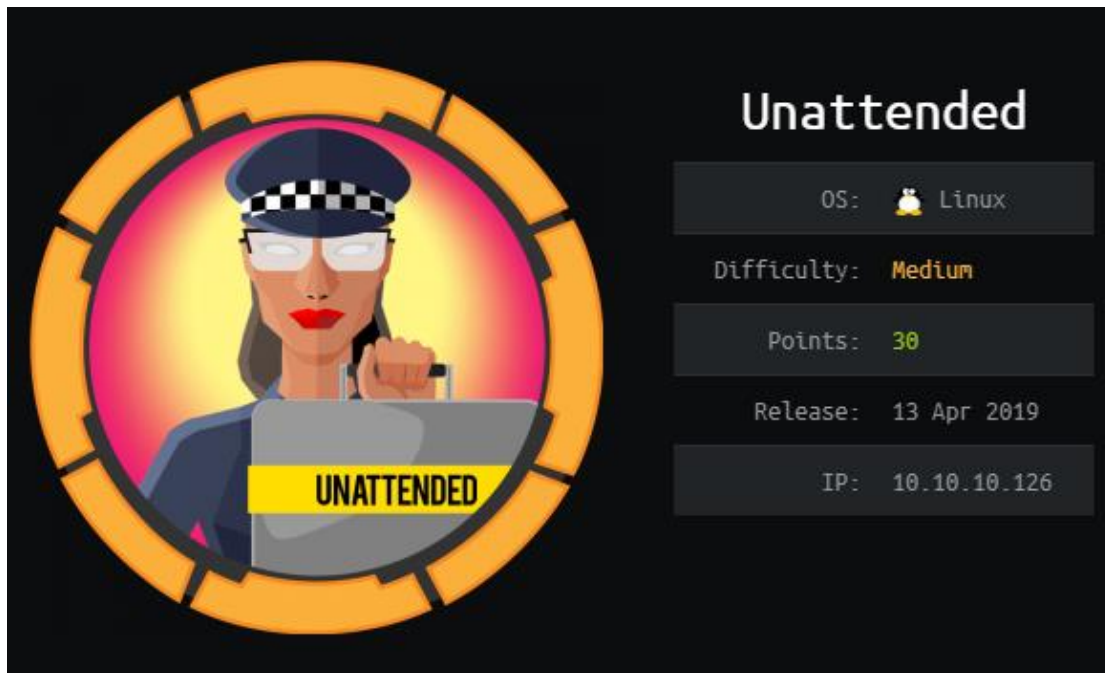 Unattended
OS: Linux
Difficulty: Medium
Points: 30
Release: 13 Apr 2019
IP: 10.10.10.126
UNATTENDED